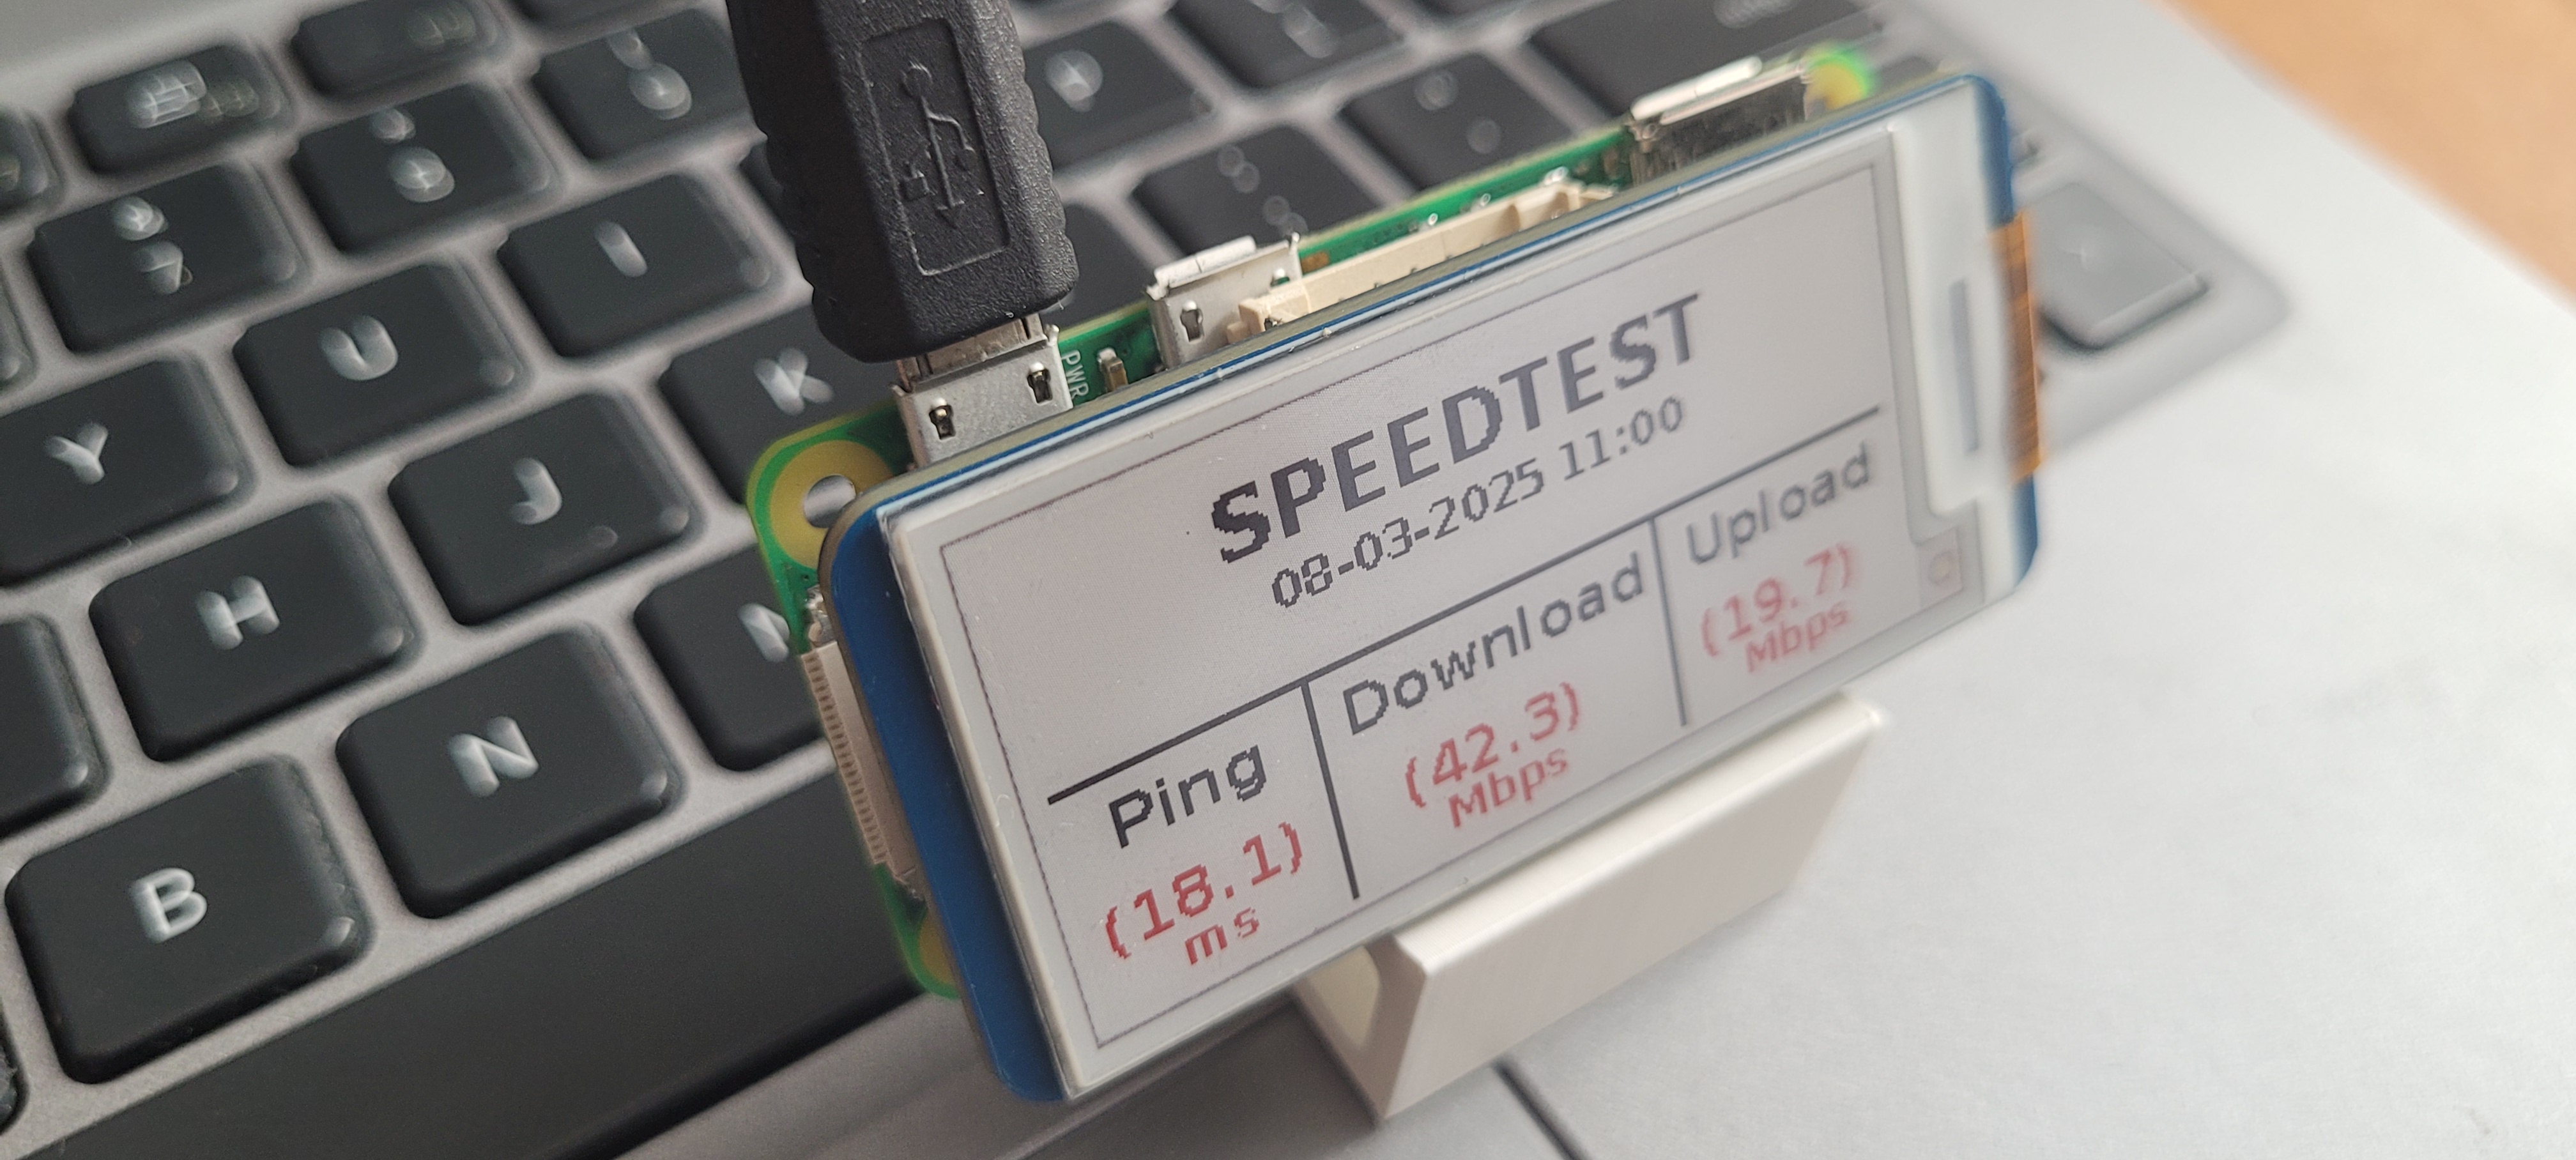 SPEEDTEST
08-03-2025 11:00
Ping Download Upload
(18.1) (42.3) (19.7)
ms Mbps Mbps
PWR
I
U
K
Y
J
H
N
B